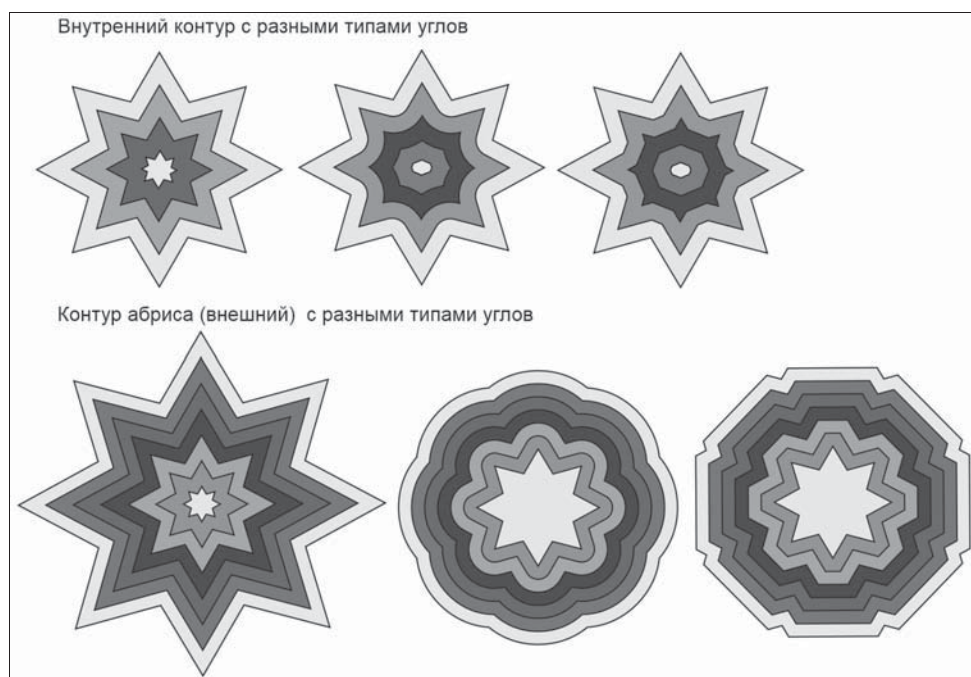 Внутренний контур с разными типами углов
Контур абриса (внешний) с разными типами углов